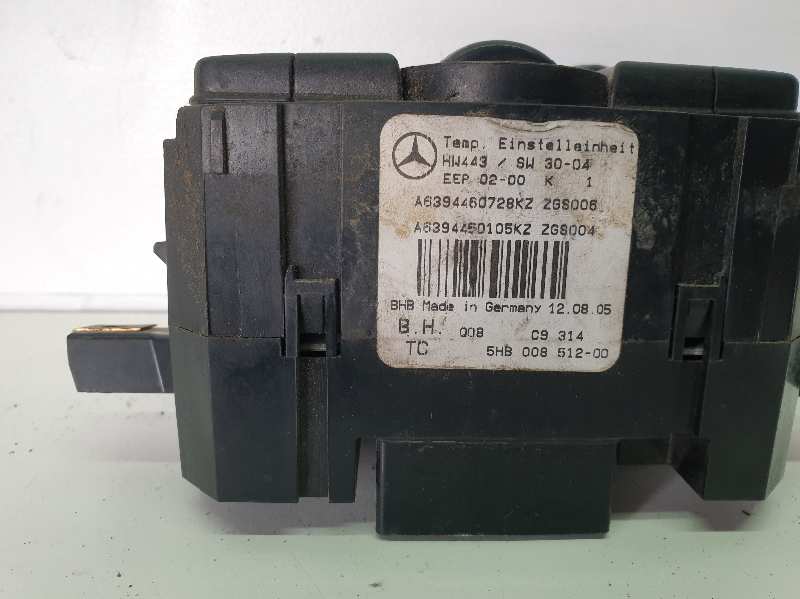 Temp. Einstelleinheit
HW443 / SW 30-04
EEP 02-00 K 1
A6394460728KZ ZGS006
A6394450105KZ ZGS004
BHB Made in Germany 12.08.05
B.H. 008 C9 314
TC 5HB 008 512-00